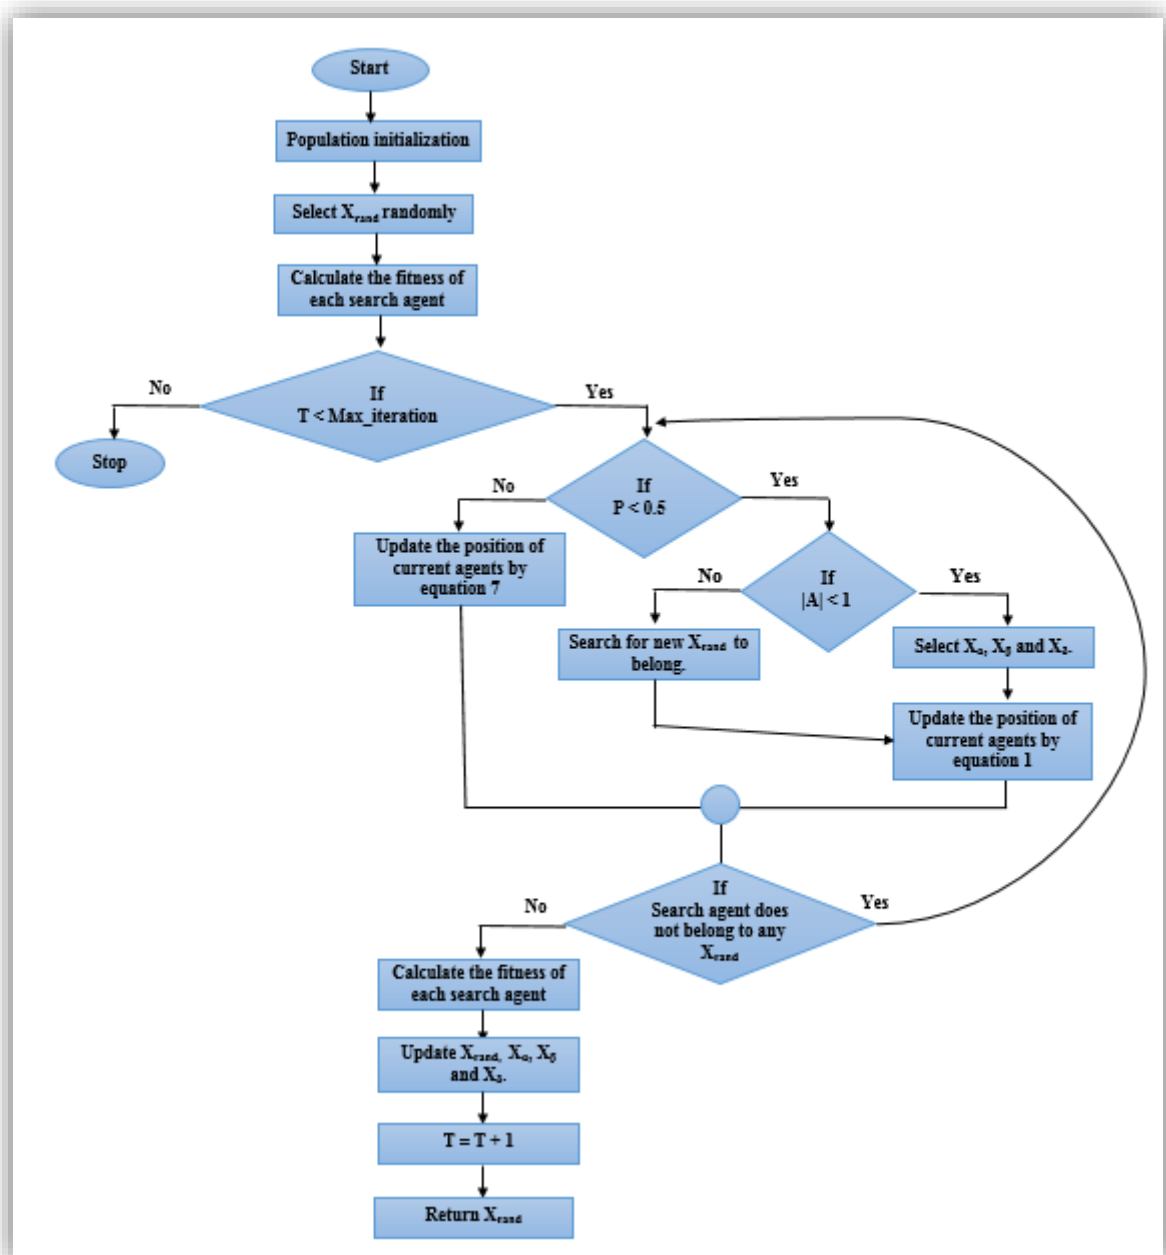 Start
Population initialization
Select Xrand randomly
Calculate the fitness of
each search agent
If
T < Max_iteration
No
Yes
Stop
If
P < 0.5
No
Yes
Update the position of
current agents by
equation 7
If
|A| < 1
No
Yes
Search for new Xrand to
belong.
Select Xα, Xβ and
Update the position of
current agents by
equation 1
If
Search agent does
not belong to any
Xrand
No
Yes
Calculate the fitness of
each search agent
Update Xrand, Xα, Xβ
and
T = T + 1
Return Xrand